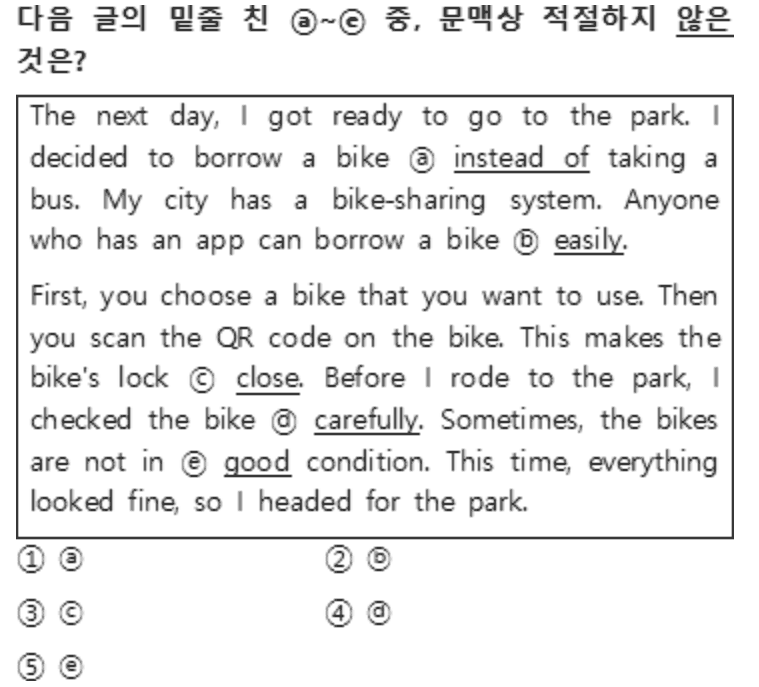 다음 글의 밑줄 친 ⓐ~ⓔ 중, 문맥상 적절하지 않은
것은?
The next day, I got ready to go to the park. I
decided to borrow a bike ⓐ instead of taking a
bus. My city has a bike-sharing system. Anyone
who has an app can borrow a bike ⓑ easily.
First, you choose a bike that you want to use. Then
you scan the QR code on the bike. This makes the
bike's lock ⓒ close. Before I rode to the park, I
checked the bike ⓓ carefully. Sometimes, the bikes
are not in ⓔ good condition. This time, everything
looked fine, so I headed for the park.
① ⓐ ② ⓑ
③ ⓒ ④ ⓓ
⑤ ⓔ